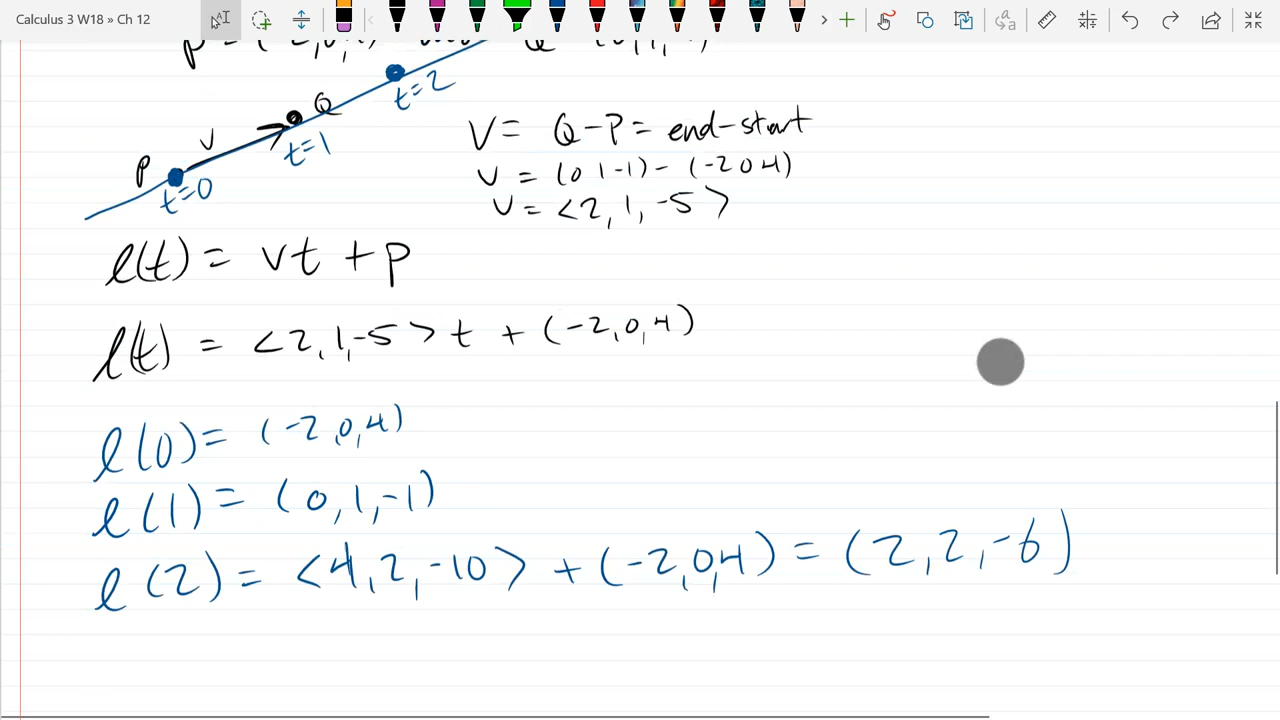 Calculus 3 W18 » Ch 12
V = Q-P = end-start
v = (0 1 -1) - (-2 0 4)
v = <2, 1, -5>
Q
t=2
t=1
V
P
t=0
l(t) = vt + p
l(t) = <2, 1, -5> t + (-2, 0, 4)
l(0) = (-2, 0, 4)
l(1) = (0, 1, -1)
l(2) = <4, 2, -10> + (-2, 0, 4) = (2, 2, -6)